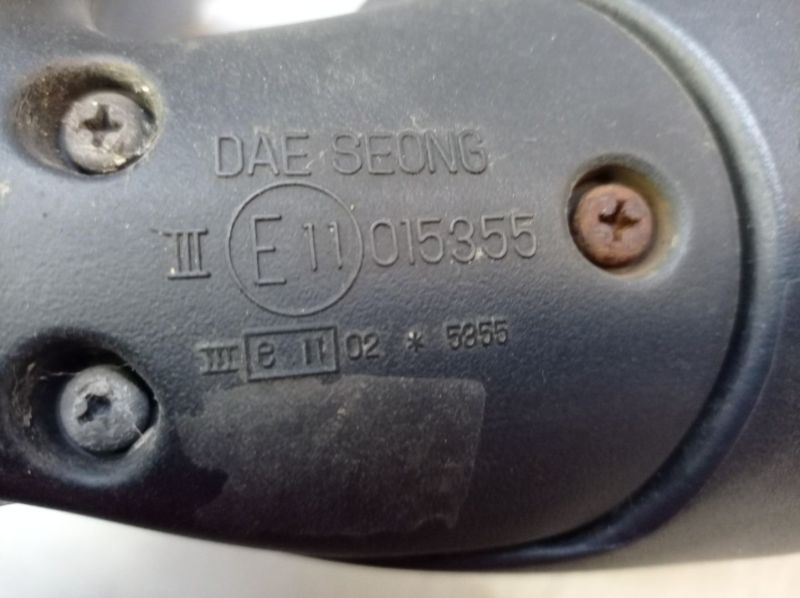 DAE SEONG
III E 11 015355
III e 11 02 * 5355